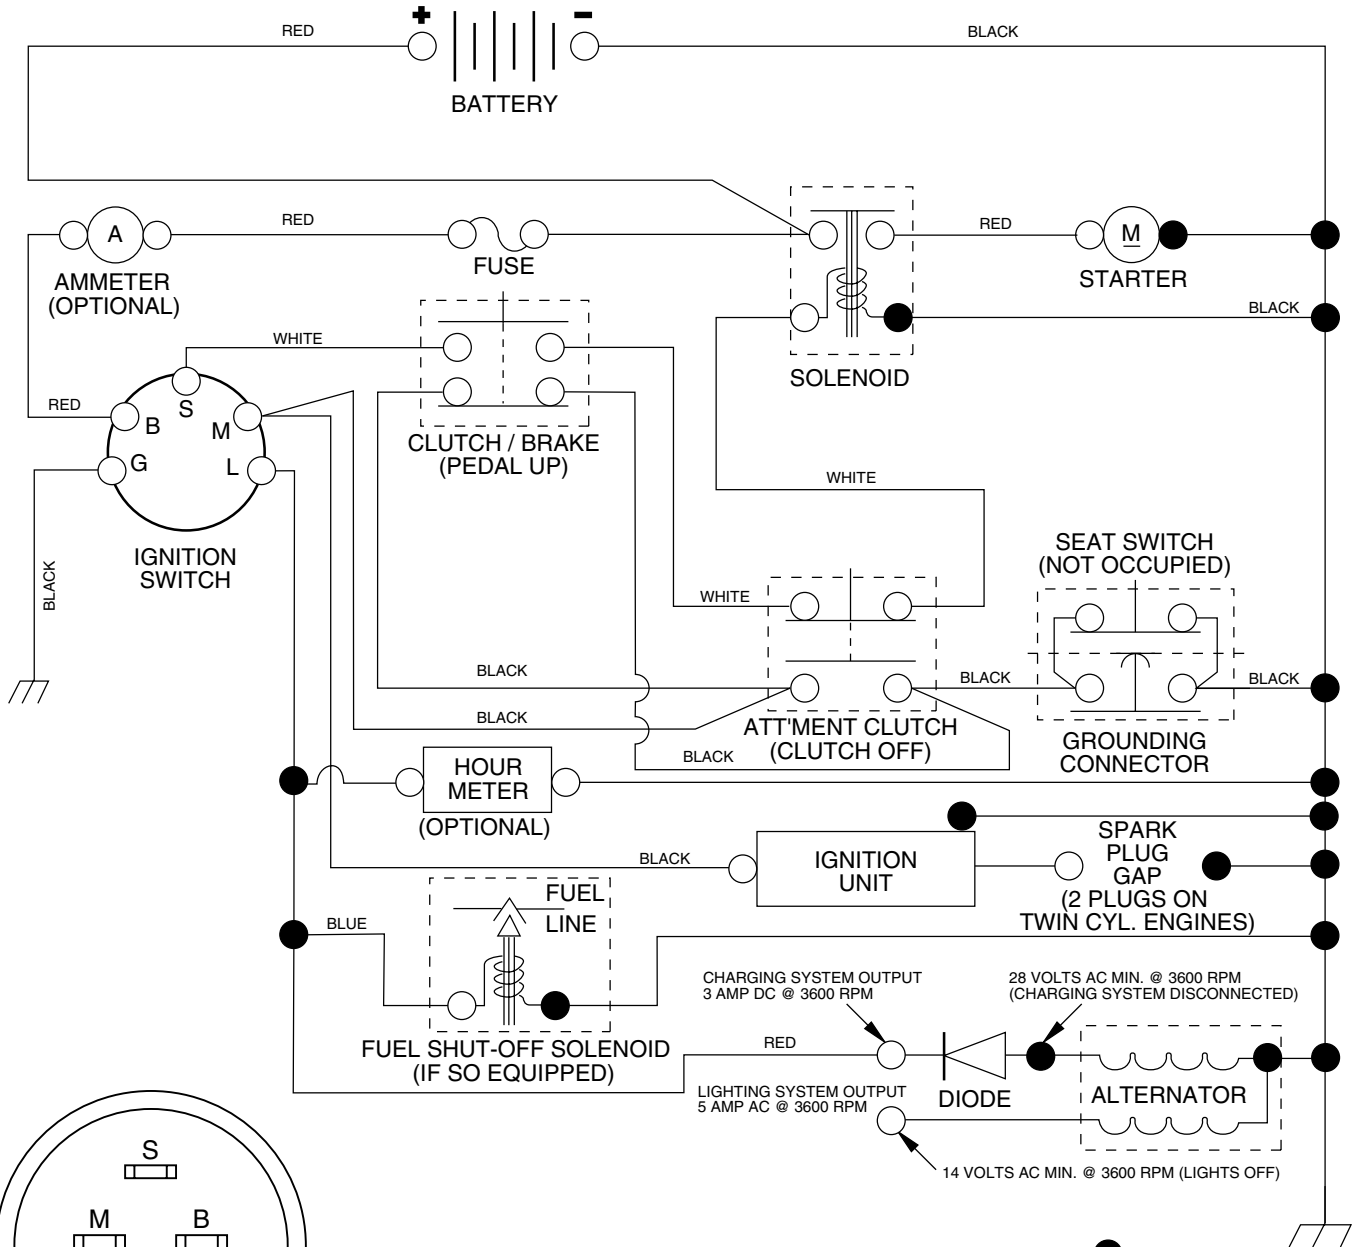 +
-
RED
BLACK
BATTERY
A
RED
RED
M
FUSE
AMMETER
(OPTIONAL)
STARTER
BLACK
WHITE
SOLENOID
RED
S
B
M
G
L
CLUTCH / BRAKE
(PEDAL UP)
WHITE
IGNITION
SWITCH
BLACK
SEAT SWITCH
(NOT OCCUPIED)
WHITE
BLACK
BLACK
BLACK
BLACK
ATT'MENT CLUTCH
(CLUTCH OFF)
BLACK
GROUNDING
CONNECTOR
HOUR
METER
(OPTIONAL)
BLACK
IGNITION
UNIT
SPARK
PLUG
GAP
(2 PLUGS ON
TWIN CYL. ENGINES)
FUEL
LINE
BLUE
FUEL SHUT-OFF SOLENOID
(IF SO EQUIPPED)
CHARGING SYSTEM OUTPUT
3 AMP DC @ 3600 RPM
28 VOLTS AC MIN. @ 3600 RPM
(CHARGING SYSTEM DISCONNECTED)
RED
DIODE
ALTERNATOR
LIGHTING SYSTEM OUTPUT
5 AMP AC @ 3600 RPM
14 VOLTS AC MIN. @ 3600 RPM (LIGHTS OFF)
S
M
B